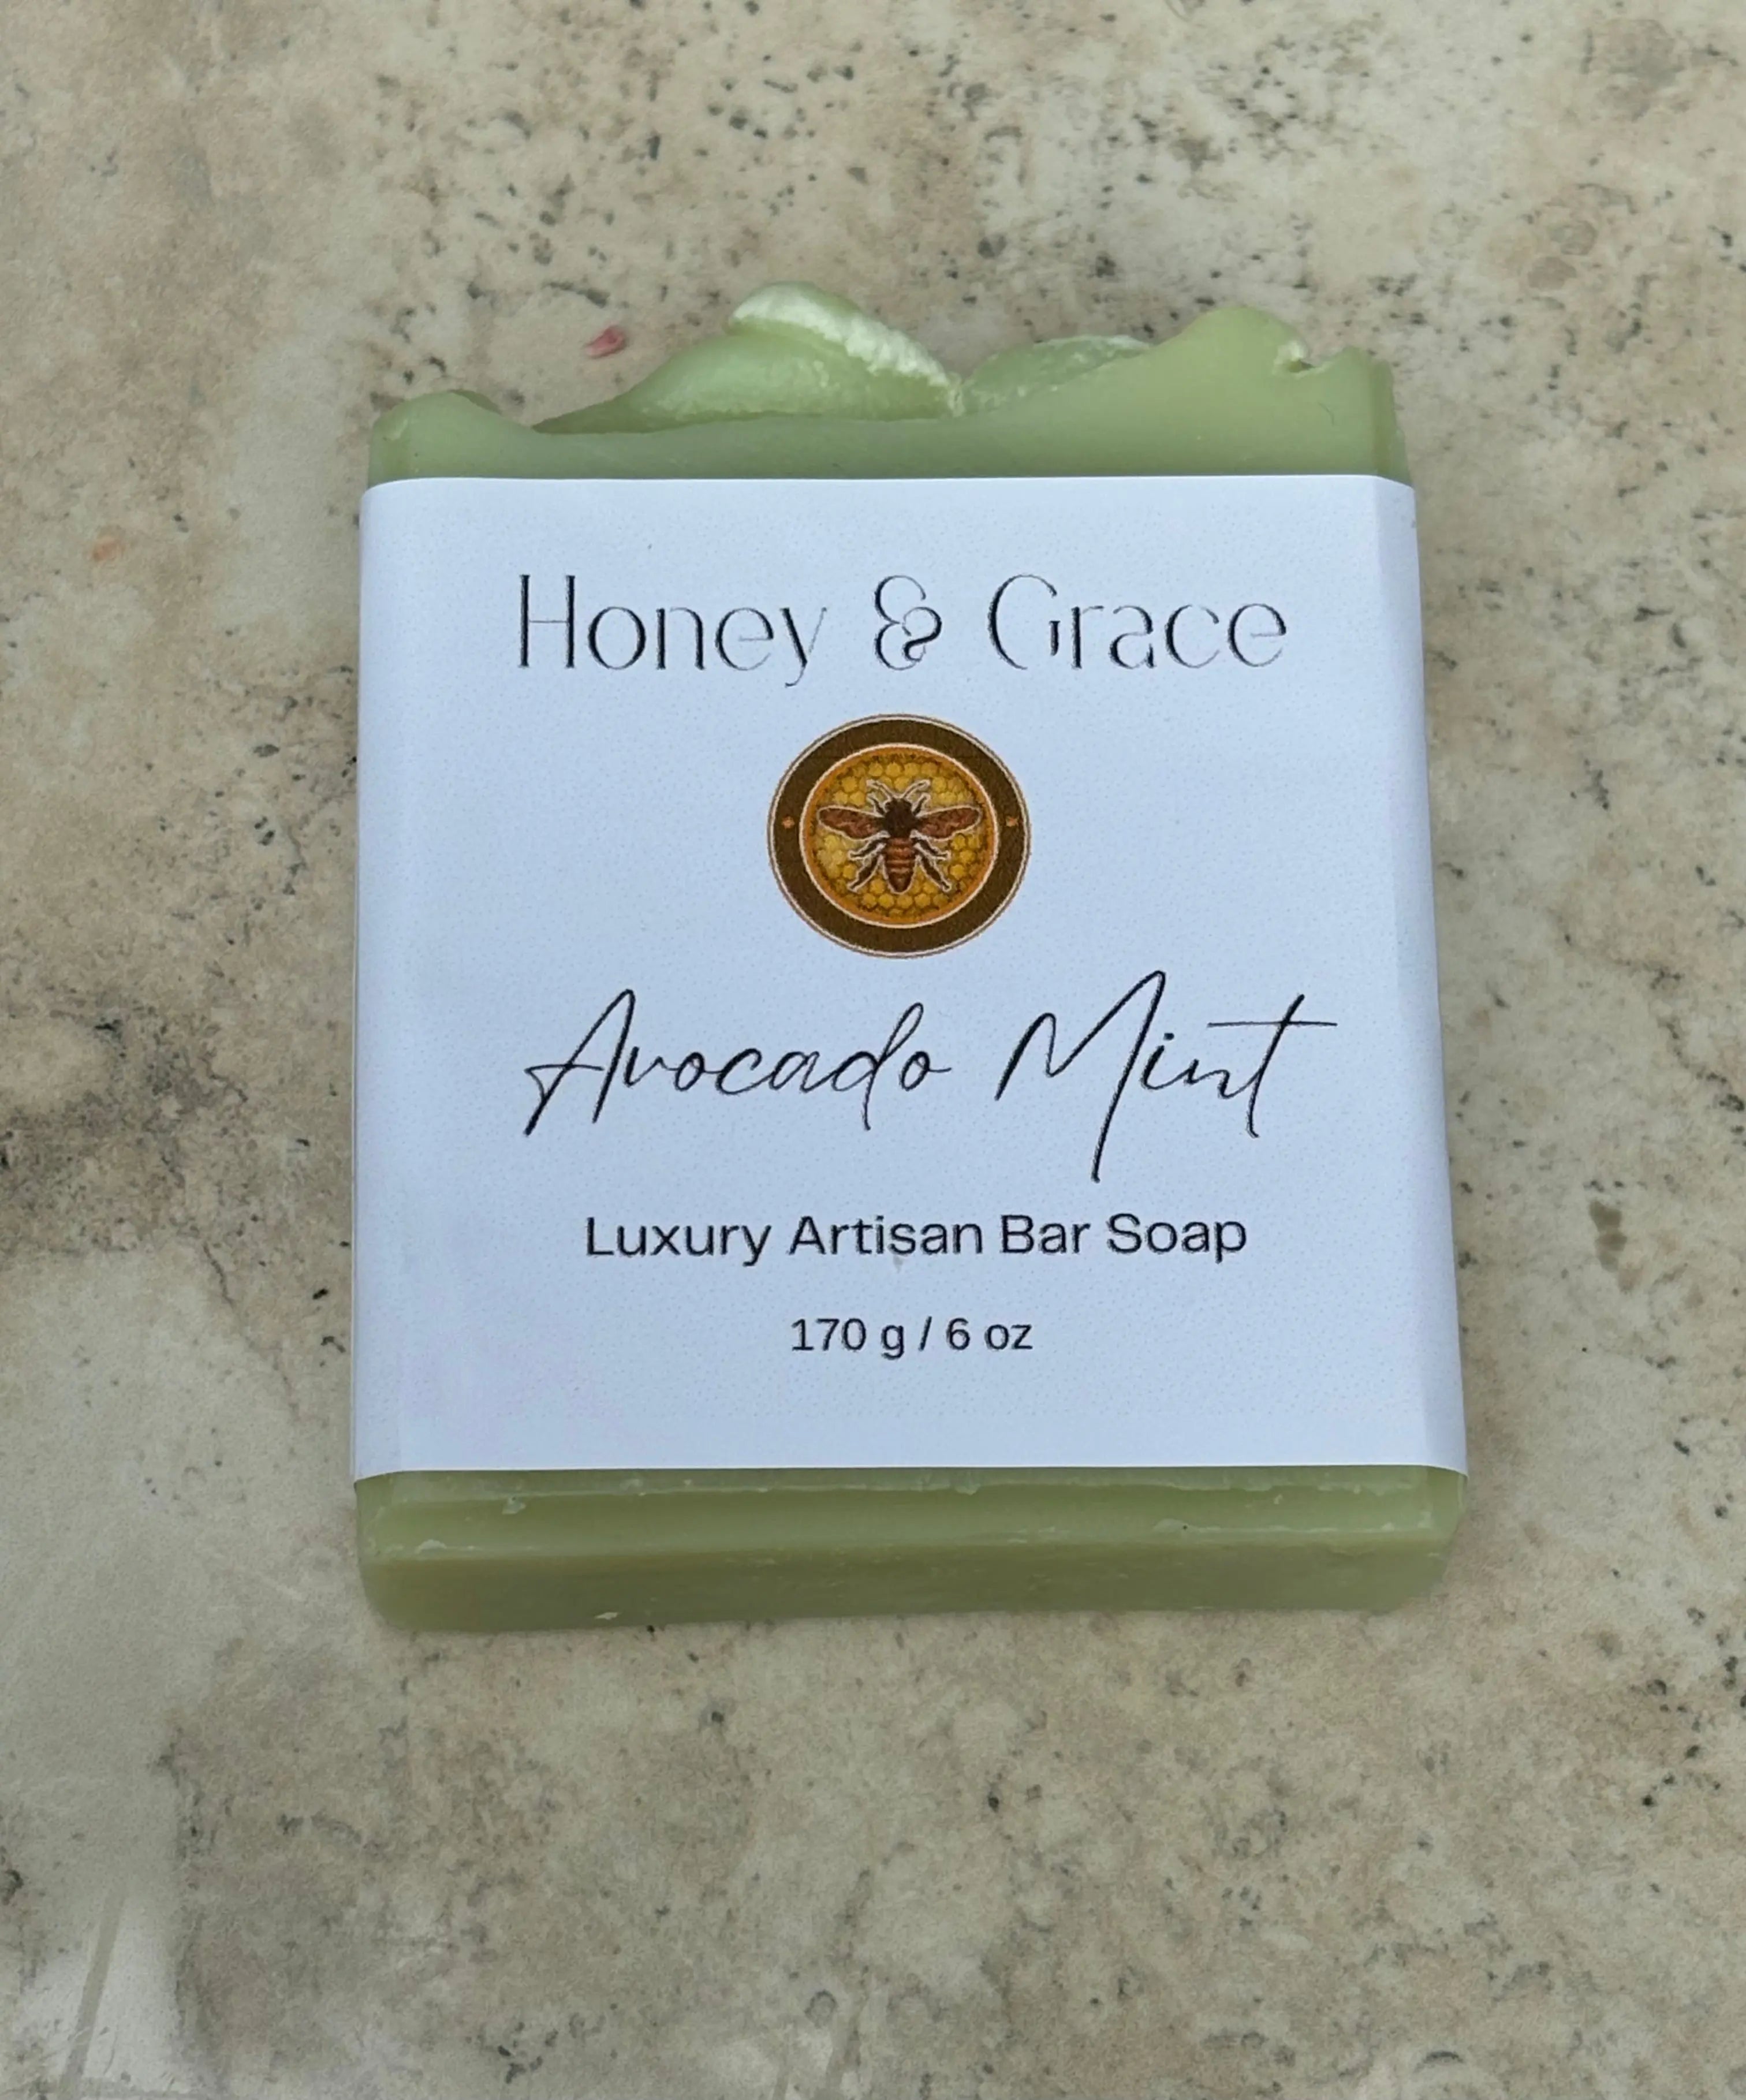 Honey & Grace
Avocado Mint
Luxury Artisan Bar Soap
170 g / 6 oz